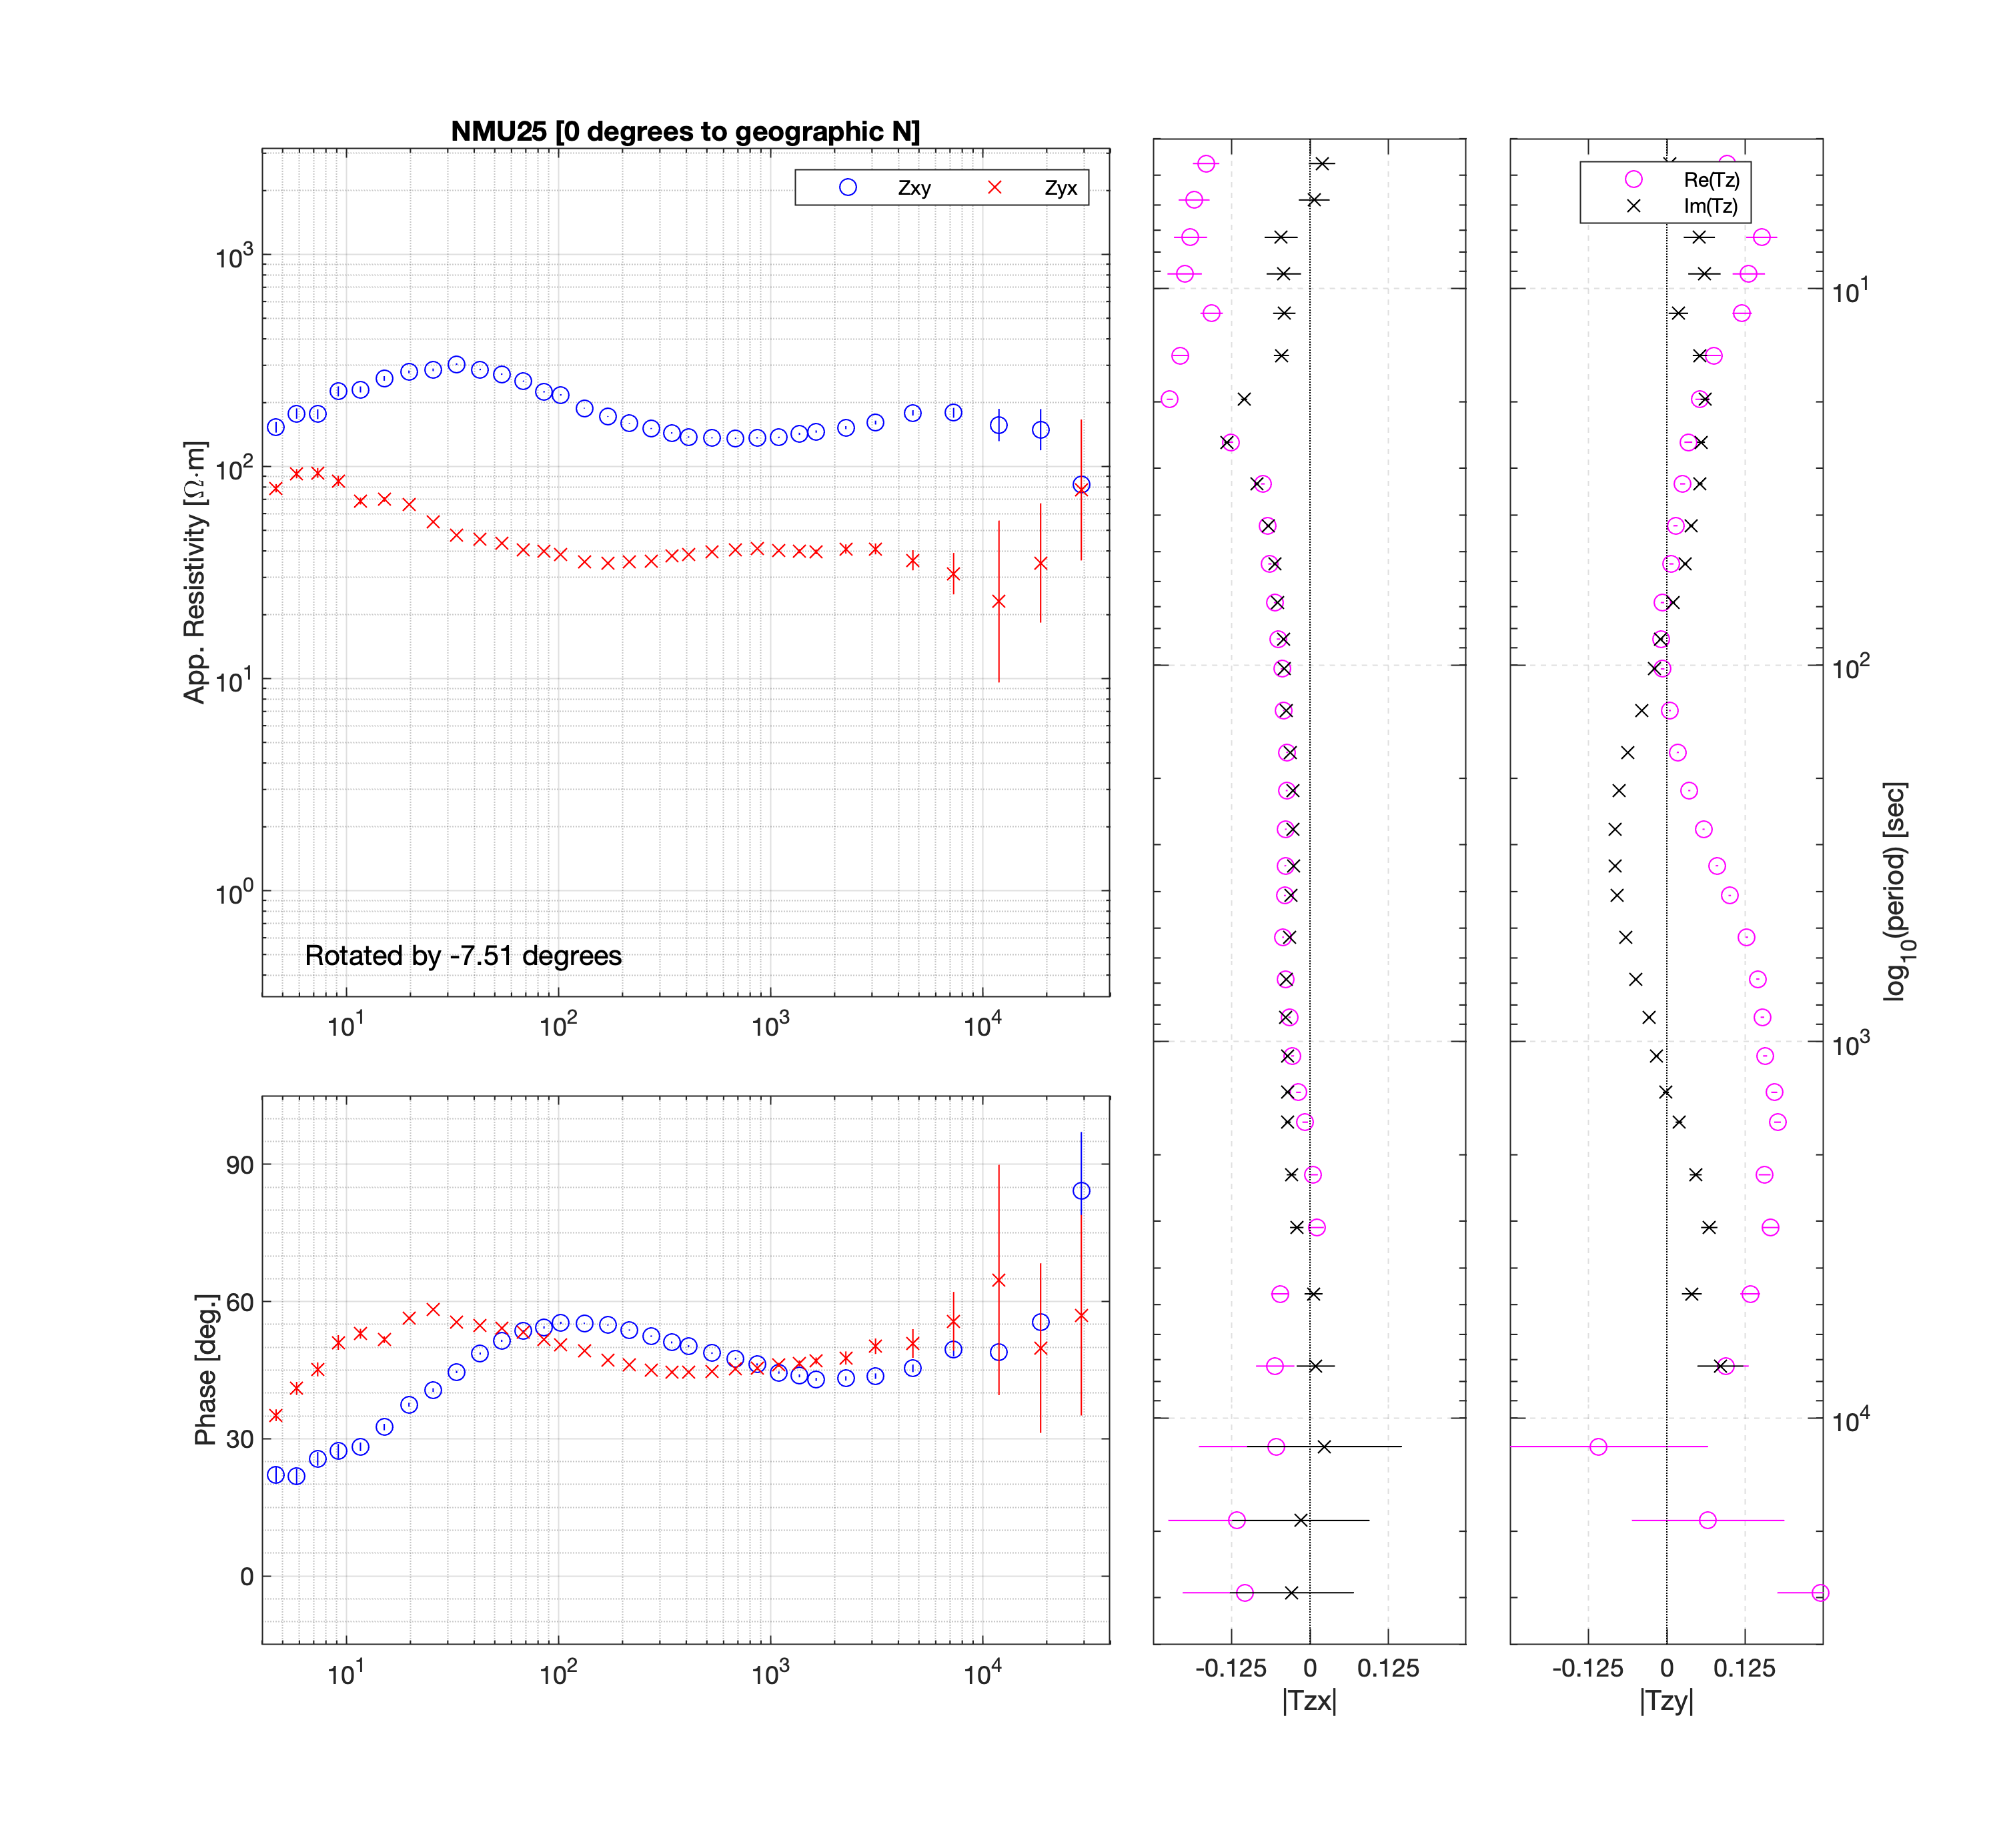 NMU25 [0 degrees to geographic N]
Zxy Zyx
App. Resistivity [Ω·m]
10³
10²
10¹
10⁰
Rotated by -7.51 degrees
10¹ 10² 10³ 10⁴
Phase [deg.]
90
60
30
0
10¹ 10² 10³ 10⁴
-0.125 0 0.125
|Tzx|
Re(Tz)
Im(Tz)
-0.125 0 0.125
|Tzy|
10¹
10²
10³
10⁴
log₁₀(period) [sec]